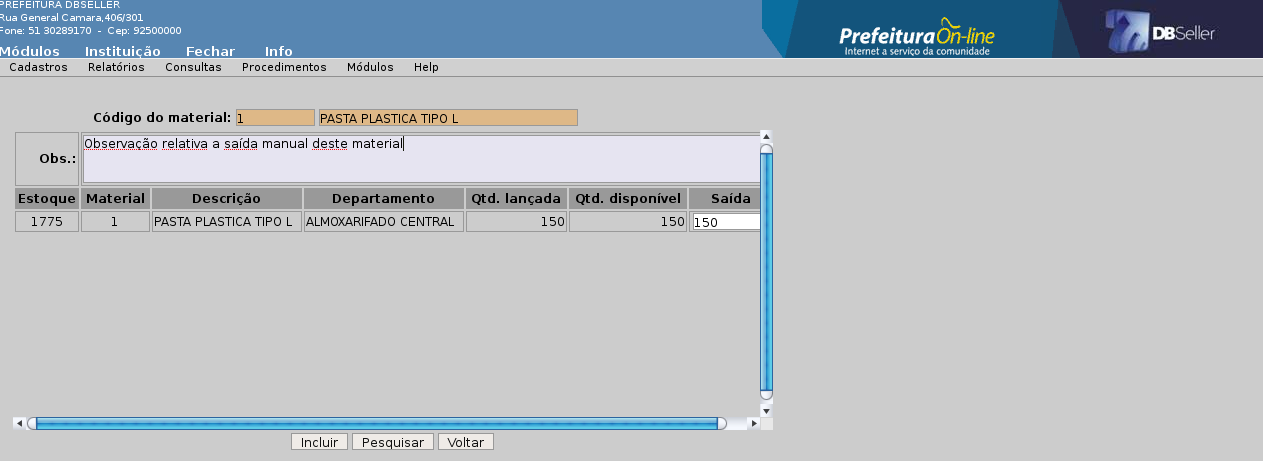 PREFEITURA DBSELLER
Rua General Camara,406/301
Fone: 51 30289170 - Cep: 92500000
Módulos Instituição Fechar Info
Prefeitura On-line
Internet a serviço da comunidade
DBSeller
Cadastros Relatórios Consultas Procedimentos Módulos Help
Código do material: 1 PASTA PLASTICA TIPO L
Obs.: Observação relativa a saída manual deste material
Estoque Material Descrição Departamento Qtd. lançada Qtd. disponível Saída
1775 1 PASTA PLASTICA TIPO L ALMOXARIFADO CENTRAL 150 150 150
Incluir Pesquisar Voltar